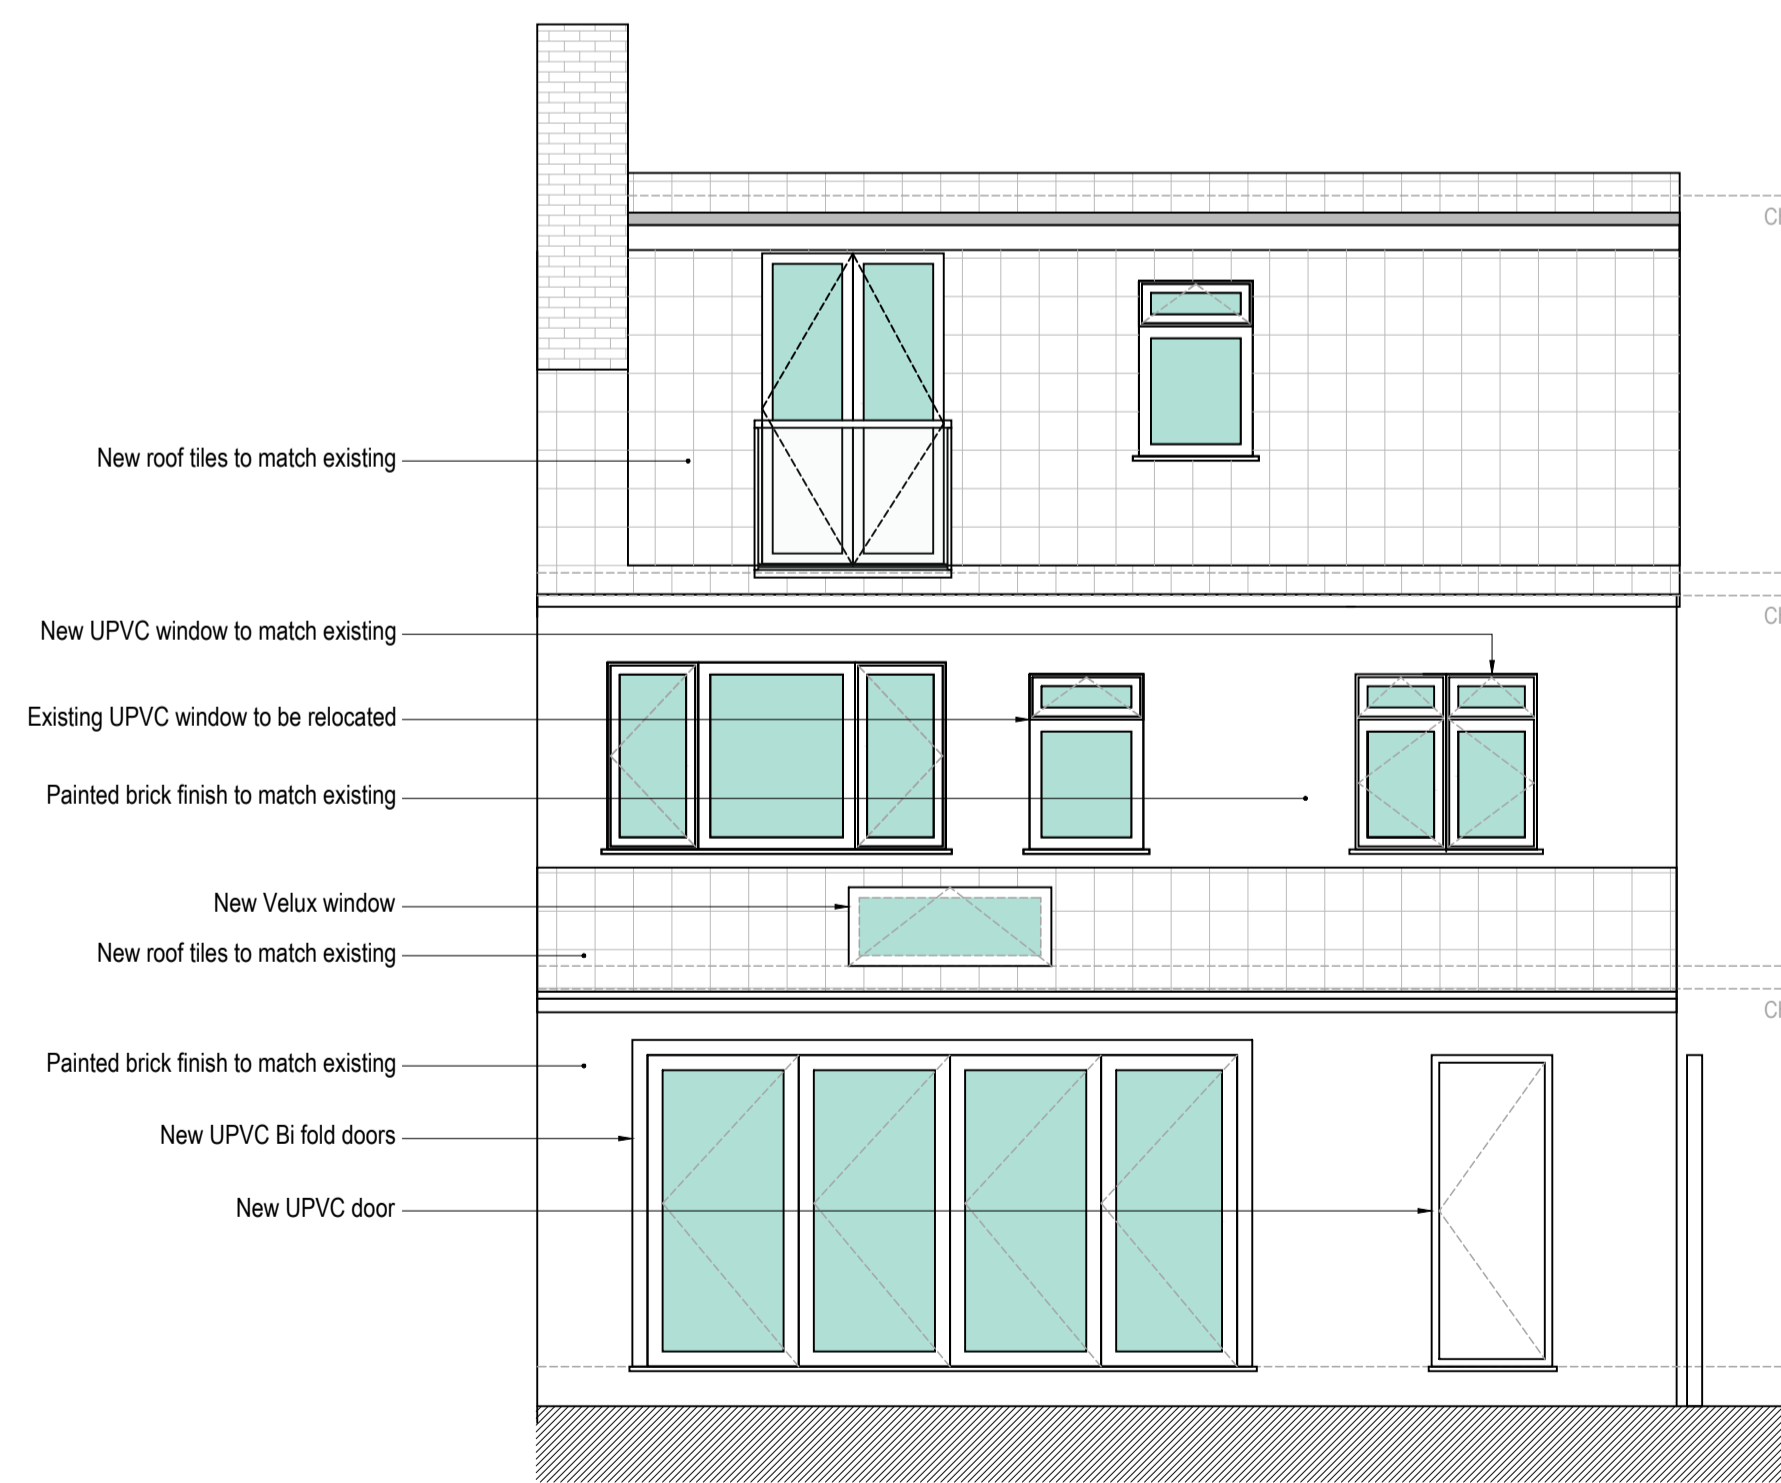 New roof tiles to match existing
New UPVC window to match existing
Existing UPVC window to be relocated
Painted brick finish to match existing
New Velux window
New roof tiles to match existing
Painted brick finish to match existing
New UPVC Bi fold doors
New UPVC door